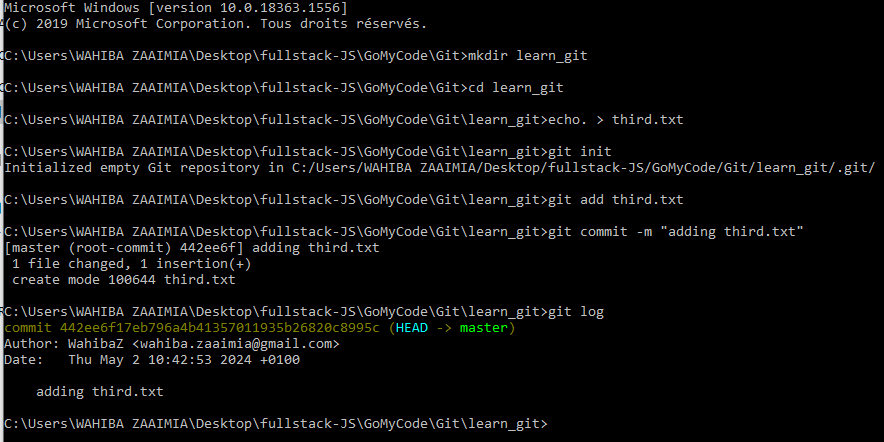 Microsoft Windows [version 10.0.18363.1556]
(c) 2019 Microsoft Corporation. Tous droits réservés.
C:\Users\WAHIBA ZAAIMIA\Desktop\fullstack-JS\GoMyCode\Git>mkdir learn_git
C:\Users\WAHIBA ZAAIMIA\Desktop\fullstack-JS\GoMyCode\Git>cd learn_git
C:\Users\WAHIBA ZAAIMIA\Desktop\fullstack-JS\GoMyCode\Git\learn_git>echo. > third.txt
C:\Users\WAHIBA ZAAIMIA\Desktop\fullstack-JS\GoMyCode\Git\learn_git>git init
Initialized empty Git repository in C:/Users/WAHIBA ZAAIMIA/Desktop/fullstack-JS/GoMyCode/Git/learn_git/.git/
C:\Users\WAHIBA ZAAIMIA\Desktop\fullstack-JS\GoMyCode\Git\learn_git>git add third.txt
C:\Users\WAHIBA ZAAIMIA\Desktop\fullstack-JS\GoMyCode\Git\learn_git>git commit -m "adding third.txt"
[master (root-commit) 442ee6f] adding third.txt
 1 file changed, 1 insertion(+)
 create mode 100644 third.txt
C:\Users\WAHIBA ZAAIMIA\Desktop\fullstack-JS\GoMyCode\Git\learn_git>git log
commit 442ee6f17eb796a4b41357011935b26820c8995c (HEAD -> master)
Author: WahibaZ <wahiba.zaaimia@gmail.com>
Date:   Thu May 2 10:42:53 2024 +0100
    adding third.txt
C:\Users\WAHIBA ZAAIMIA\Desktop\fullstack-JS\GoMyCode\Git\learn_git>